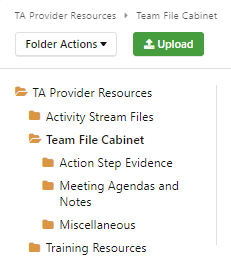 TA Provider Resources > Team File Cabinet
Folder Actions Upload
TA Provider Resources
Activity Stream Files
Team File Cabinet
Action Step Evidence
Meeting Agendas and
Notes
Miscellaneous
Training Resources